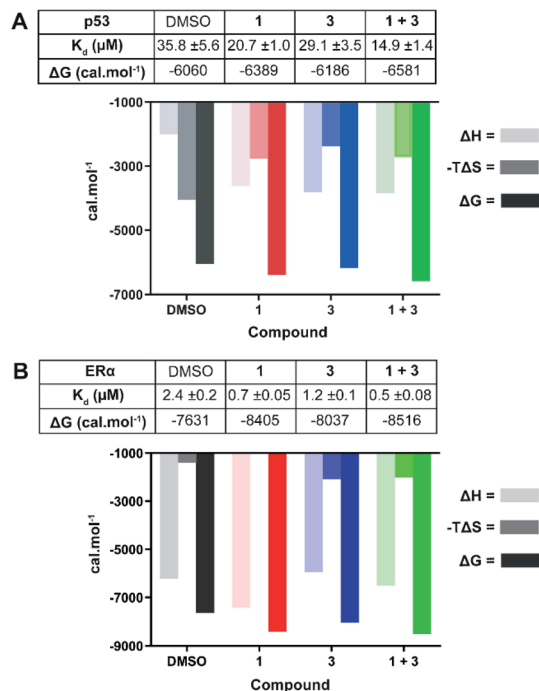 A
p53 DMSO 1 3 1 + 3
Kd (µM) 35.8 ±5.6 20.7 ±1.0 29.1 ±3.5 14.9 ±1.4
ΔG (cal.mol-1) -6060 -6389 -6186 -6581
-1000
-3000
-5000
-7000
cal.mol-1
DMSO 1 3 1 + 3
Compound
ΔH =
-TΔS =
ΔG =
B
ERα DMSO 1 3 1 + 3
Kd (µM) 2.4 ±0.2 0.7 ±0.05 1.2 ±0.1 0.5 ±0.08
ΔG (cal.mol-1) -7631 -8405 -8037 -8516
-1000
-3000
-5000
-7000
-9000
cal.mol-1
DMSO 1 3 1 + 3
Compound
ΔH =
-TΔS =
ΔG =